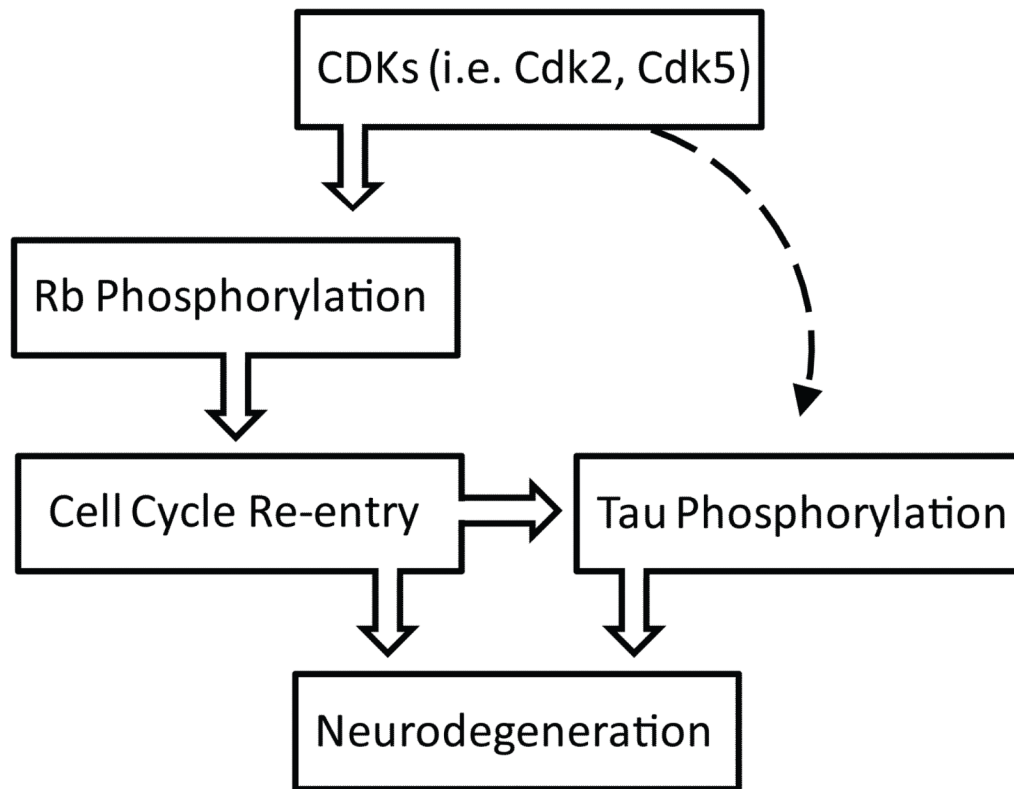 CDKs (i.e. Cdk2, Cdk5)
Rb Phosphorylation
Cell Cycle Re-entry
Tau Phosphorylation
Neurodegeneration